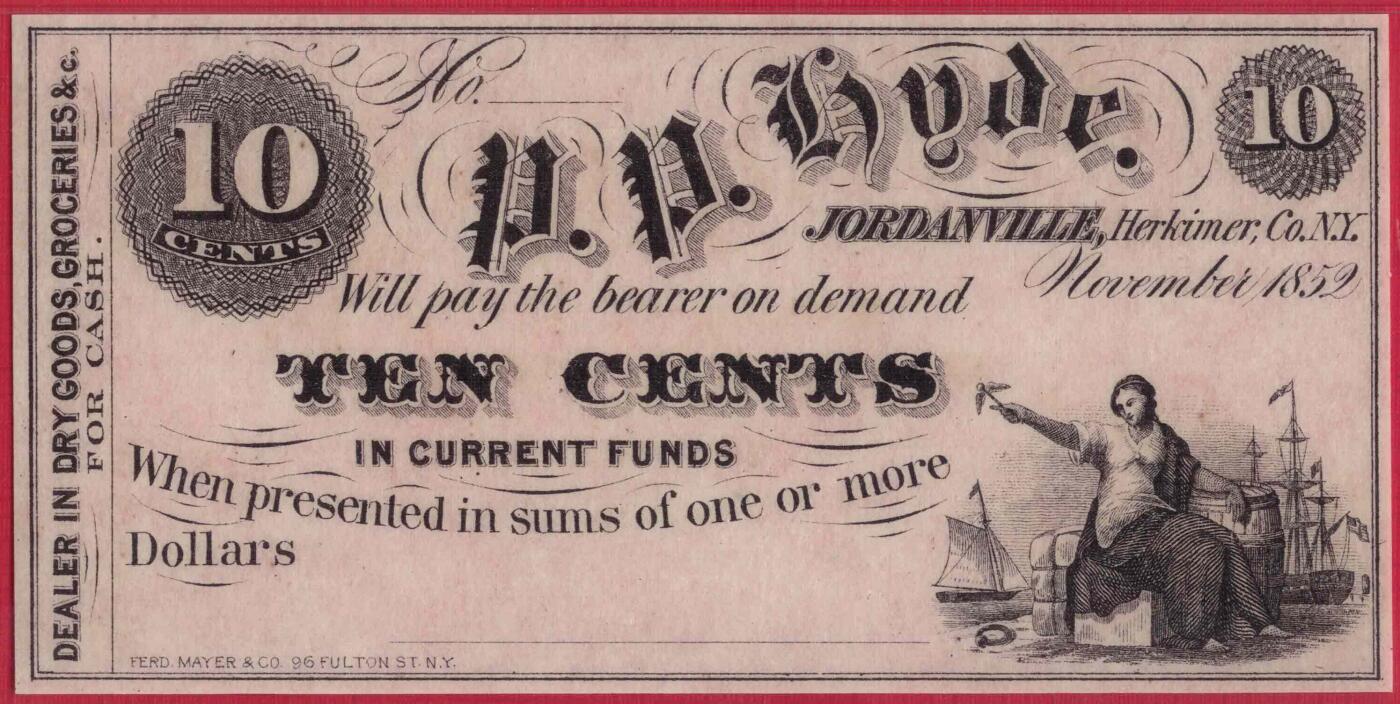 DEALER IN DRY GOODS, GROCERIES & c.
FOR CASH.
10
CENTS
No.
P. P. Hyde.
10
JORDANVILLE, Herkimer, Co. N.Y.
November 1852
Will pay the bearer on demand
TEN CENTS
IN CURRENT FUNDS
When presented in sums of one or more
Dollars
FERD. MAYER & CO. 96 FULTON ST. N.Y.